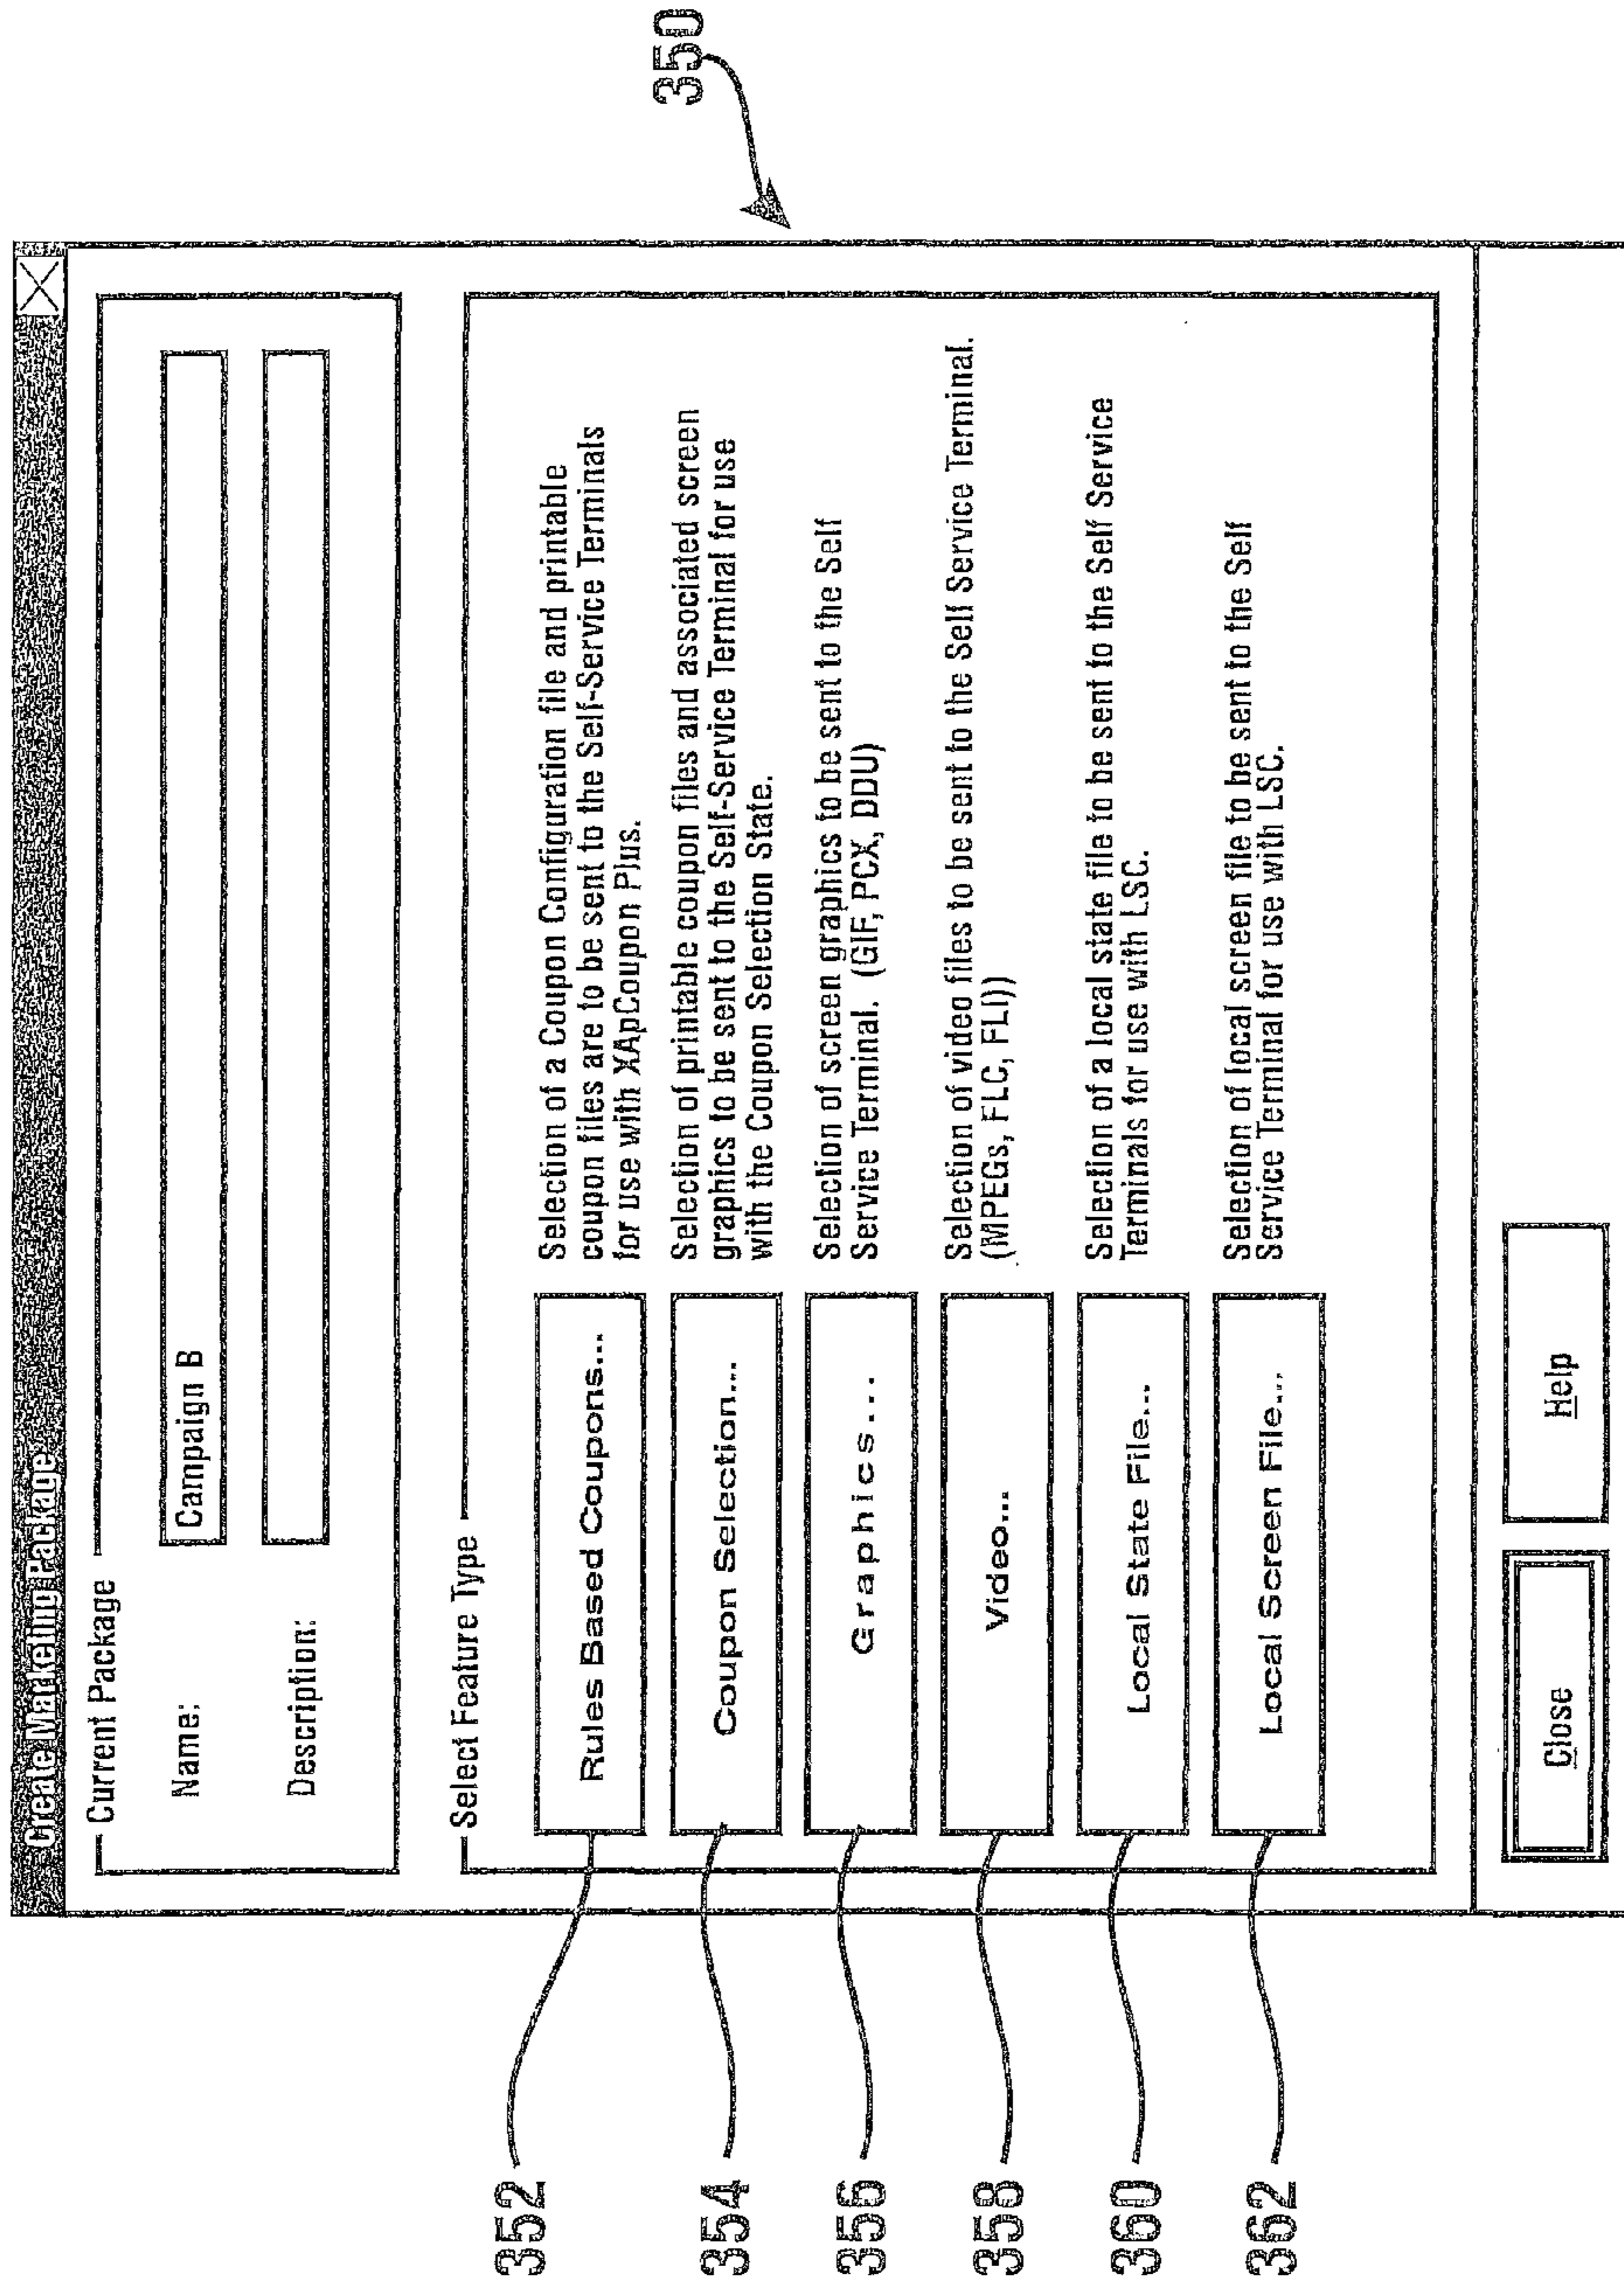 350
Create Marketing Package
Current Package
Name:
Campaign B
Description:
Select Feature Type
352
Rules Based Coupons...
Selection of a Coupon Configuration file and printable
coupon files are to be sent to the Self-Service Terminals
for use with XApCoupon Plus.
354
Coupon Selection...
Selection of printable coupon files and associated screen
graphics to be sent to the Self-Service Terminal for use
with the Coupon Selection State.
356
Graphics...
Selection of screen graphics to be sent to the Self
Service Terminal. (GIF, PCX, DDU)
358
Video...
Selection of video files to be sent to the Self Service Terminal.
(MPEGs, FLC, FLI))
360
Local State File...
Selection of a local state file to be sent to the Self Service
Terminals for use with LSC.
362
Local Screen File...
Selection of local screen file to be sent to the Self
Service Terminal for use with LSC.
Close
Help